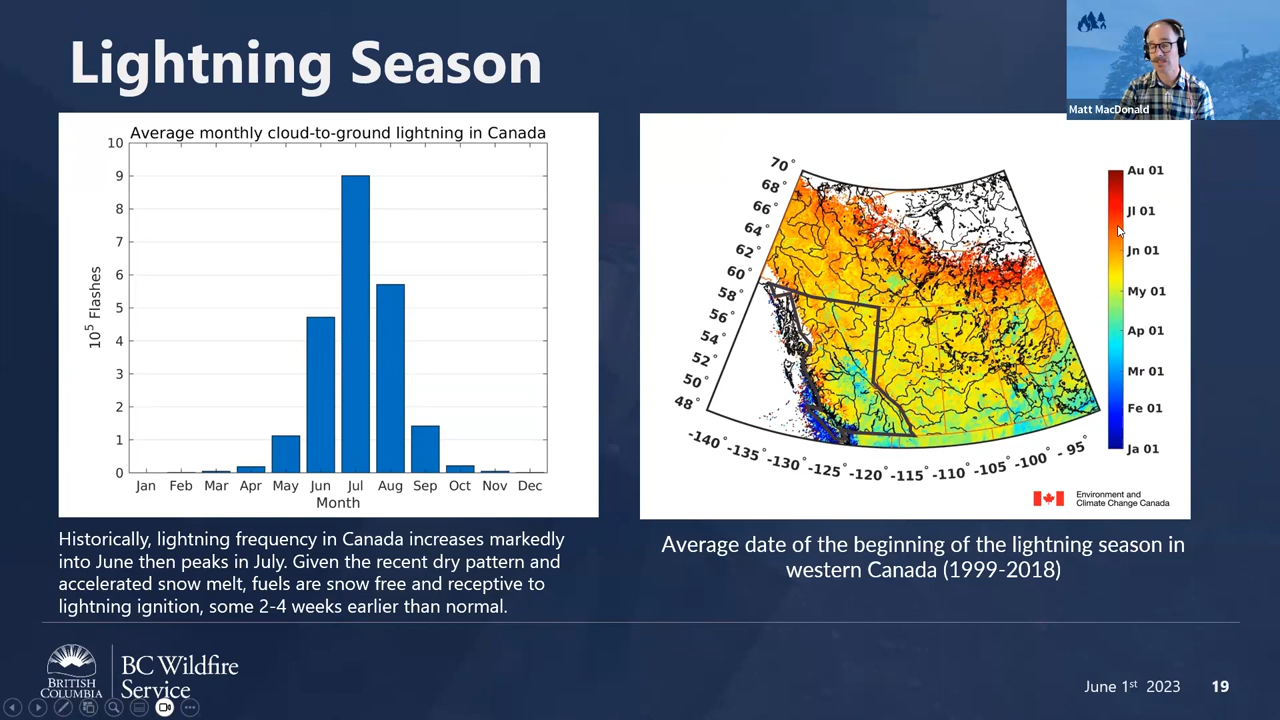 Lightning Season
Matt MacDonald
Average monthly cloud-to-ground lightning in Canada
10
9
8
7
6
5
4
3
2
1
0
10⁵ Flashes
Jan Feb Mar Apr May Jun Jul Aug Sep Oct Nov Dec
Month
70°
68°
66°
64°
62°
60°
58°
56°
54°
52°
50°
48°
-140° -135° -130° -125° -120° -115° -110° -105° -100° - 95°
Au 01
Jl 01
Jn 01
My 01
Ap 01
Mr 01
Fe 01
Ja 01
Environment and
Climate Change Canada
Historically, lightning frequency in Canada increases markedly
into June then peaks in July. Given the recent dry pattern and
accelerated snow melt, fuels are snow free and receptive to
lightning ignition, some 2-4 weeks earlier than normal.
Average date of the beginning of the lightning season in
western Canada (1999-2018)
BRITISH
COLUMBIA
BC Wildfire
Service
June 1st 2023
19